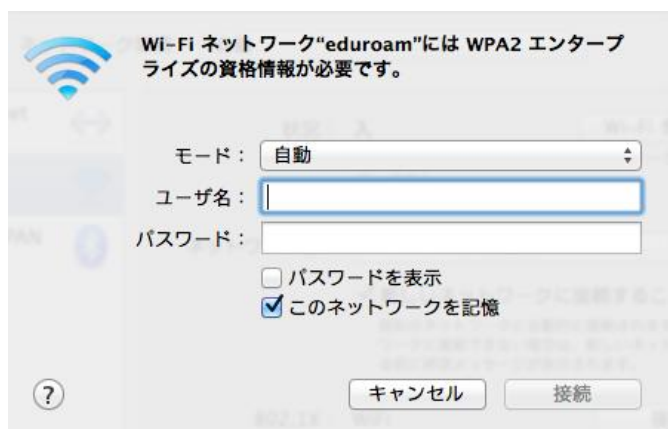 Wi-Fi ネットワーク“eduroam”には WPA2 エンタープ
ライズの資格情報が必要です。
モード： 自動
ユーザ名：
パスワード：
パスワードを表示
このネットワークを記憶
? キャンセル 接続